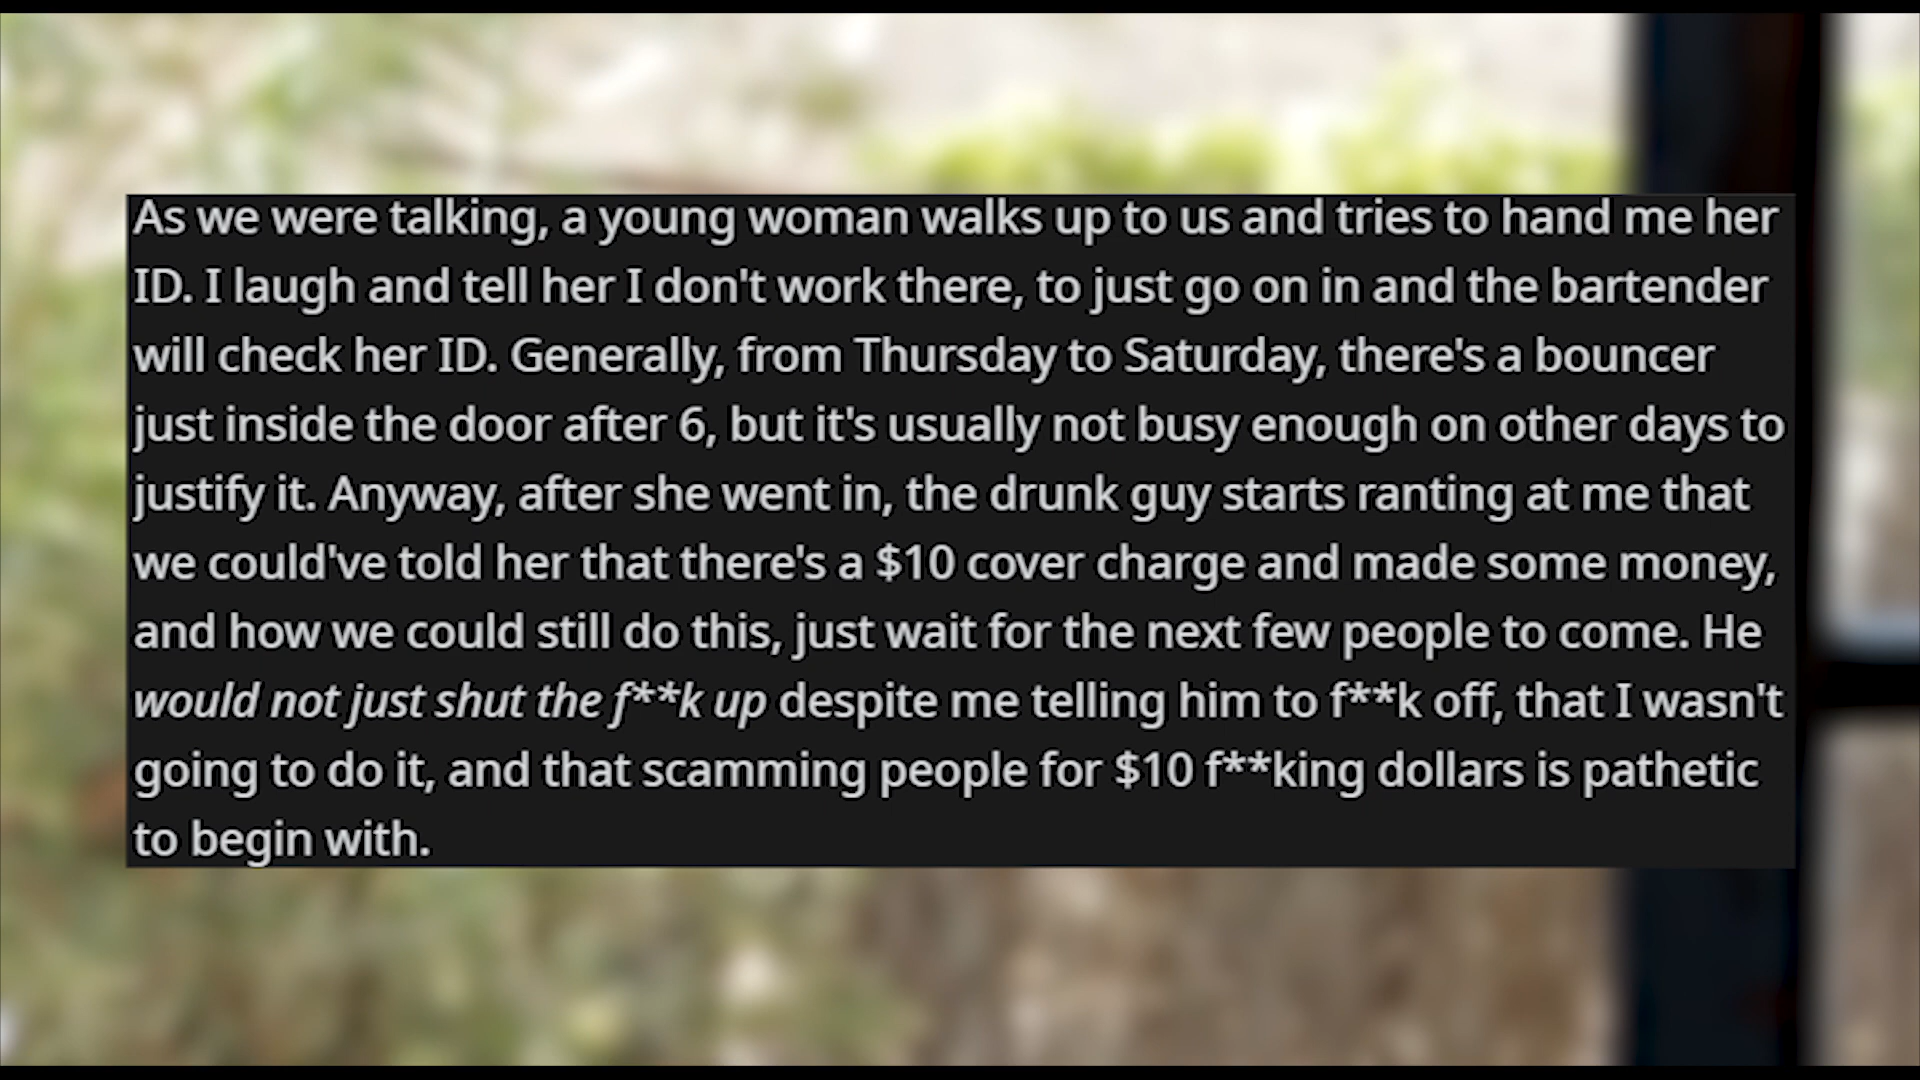 As we were talking, a young woman walks up to us and tries to hand me her
ID. I laugh and tell her I don't work there, to just go on in and the bartender
will check her ID. Generally, from Thursday to Saturday, there's a bouncer
just inside the door after 6, but it's usually not busy enough on other days to
justify it. Anyway, after she went in, the drunk guy starts ranting at me that
we could've told her that there's a $10 cover charge and made some money,
and how we could still do this, just wait for the next few people to come. He
would not just shut the f**k up despite me telling him to f**k off, that I wasn't
going to do it, and that scamming people for $10 f**king dollars is pathetic
to begin with.